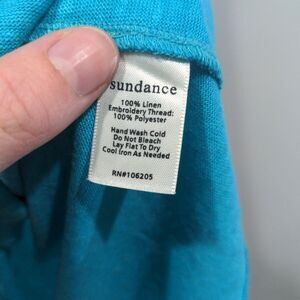 sundance
100% Linen
Embroidery Thread:
100% Polyester
Hand Wash Cold
Do Not Bleach
Lay Flat To Dry
Cool Iron As Needed
RN#106205